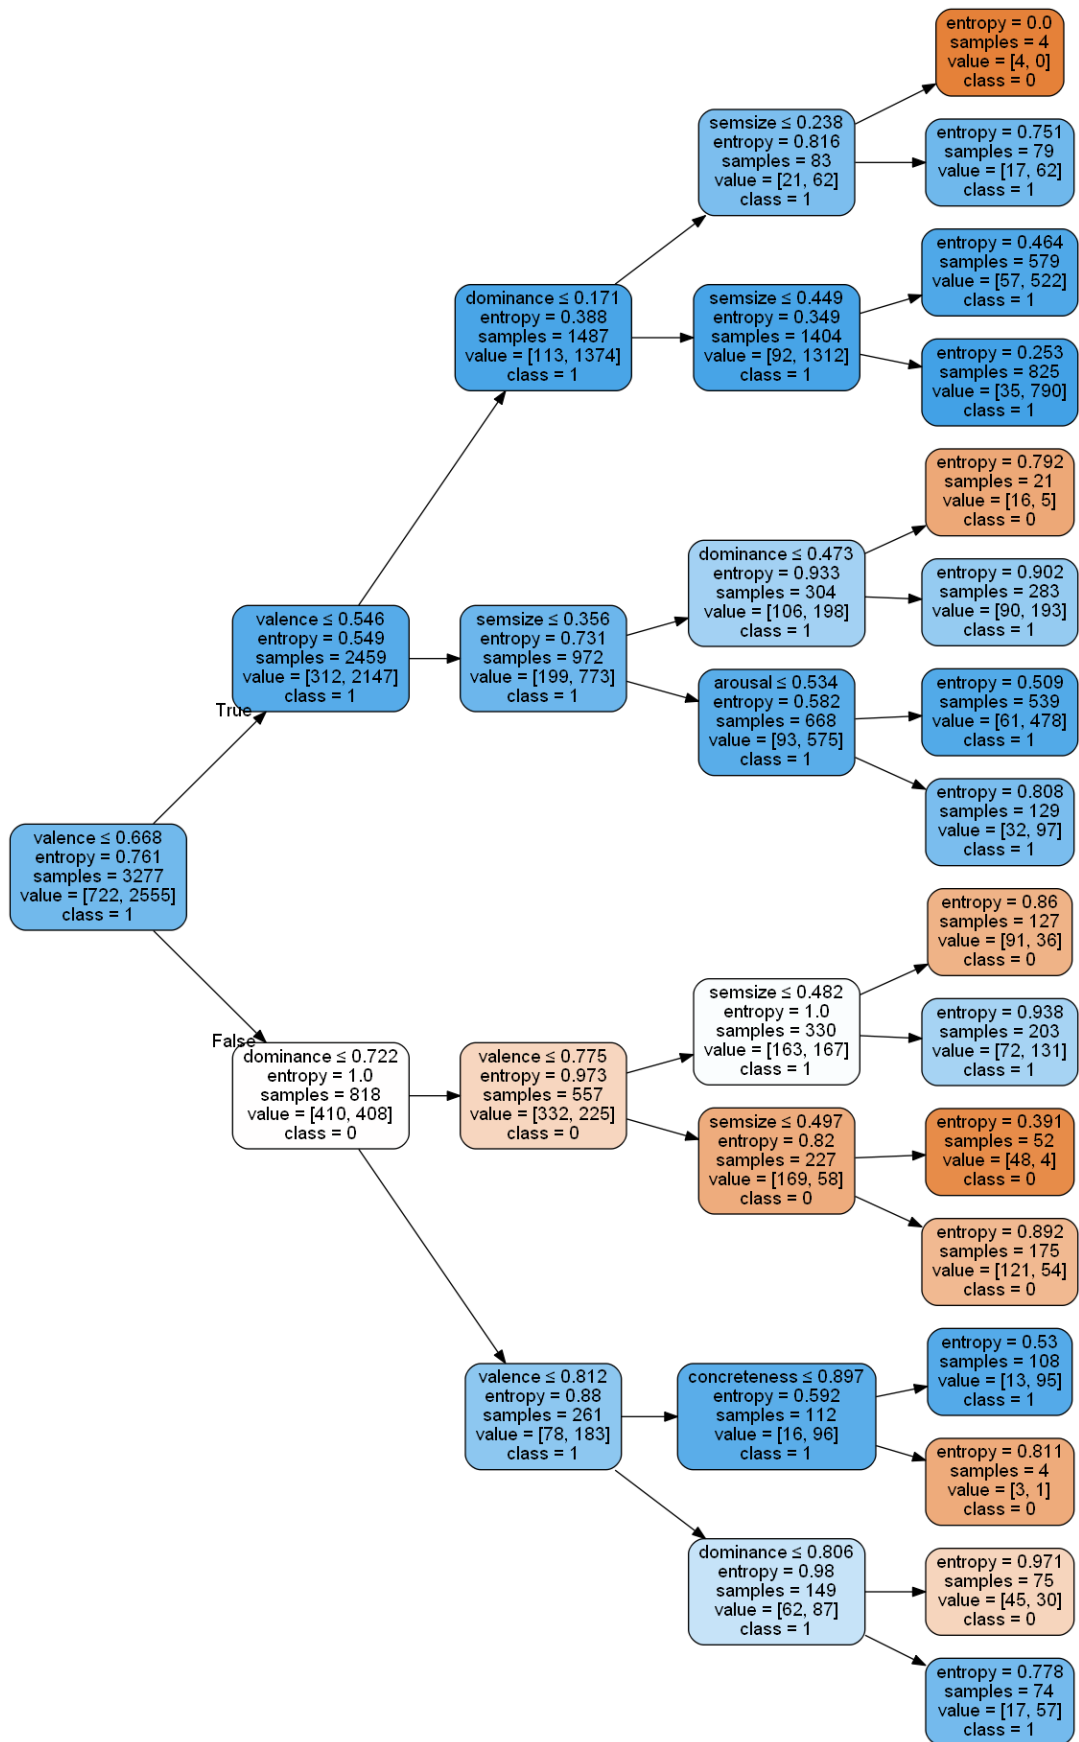 entropy = 0.0
samples = 4
value = [4, 0]
class = 0
semsize ≤ 0.238
entropy = 0.816
samples = 83
value = [21, 62]
class = 1
entropy = 0.751
samples = 79
value = [17, 62]
class = 1
entropy = 0.464
samples = 579
value = [57, 522]
class = 1
dominance ≤ 0.171
entropy = 0.388
samples = 1487
value = [113, 1374]
class = 1
semsize ≤ 0.449
entropy = 0.349
samples = 1404
value = [92, 1312]
class = 1
entropy = 0.253
samples = 825
value = [35, 790]
class = 1
entropy = 0.792
samples = 21
value = [16, 5]
class = 0
dominance ≤ 0.473
entropy = 0.933
samples = 304
value = [106, 198]
class = 1
entropy = 0.902
samples = 283
value = [90, 193]
class = 1
valence ≤ 0.546
entropy = 0.549
samples = 2459
value = [312, 2147]
class = 1
semsize ≤ 0.356
entropy = 0.731
samples = 972
value = [199, 773]
class = 1
arousal ≤ 0.534
entropy = 0.582
samples = 668
value = [93, 575]
class = 1
entropy = 0.509
samples = 539
value = [61, 478]
class = 1
True
entropy = 0.808
samples = 129
value = [32, 97]
class = 1
valence ≤ 0.668
entropy = 0.761
samples = 3277
value = [722, 2555]
class = 1
entropy = 0.86
samples = 127
value = [91, 36]
class = 0
semsize ≤ 0.482
entropy = 1.0
samples = 330
value = [163, 167]
class = 1
entropy = 0.938
samples = 203
value = [72, 131]
class = 1
False
dominance ≤ 0.722
entropy = 1.0
samples = 818
value = [410, 408]
class = 0
valence ≤ 0.775
entropy = 0.973
samples = 557
value = [332, 225]
class = 0
semsize ≤ 0.497
entropy = 0.82
samples = 227
value = [169, 58]
class = 0
entropy = 0.391
samples = 52
value = [48, 4]
class = 0
entropy = 0.892
samples = 175
value = [121, 54]
class = 0
entropy = 0.53
samples = 108
value = [13, 95]
class = 1
valence ≤ 0.812
entropy = 0.88
samples = 261
value = [78, 183]
class = 1
concreteness ≤ 0.897
entropy = 0.592
samples = 112
value = [16, 96]
class = 1
entropy = 0.811
samples = 4
value = [3, 1]
class = 0
dominance ≤ 0.806
entropy = 0.98
samples = 149
value = [62, 87]
class = 1
entropy = 0.971
samples = 75
value = [45, 30]
class = 0
entropy = 0.778
samples = 74
value = [17, 57]
class = 1